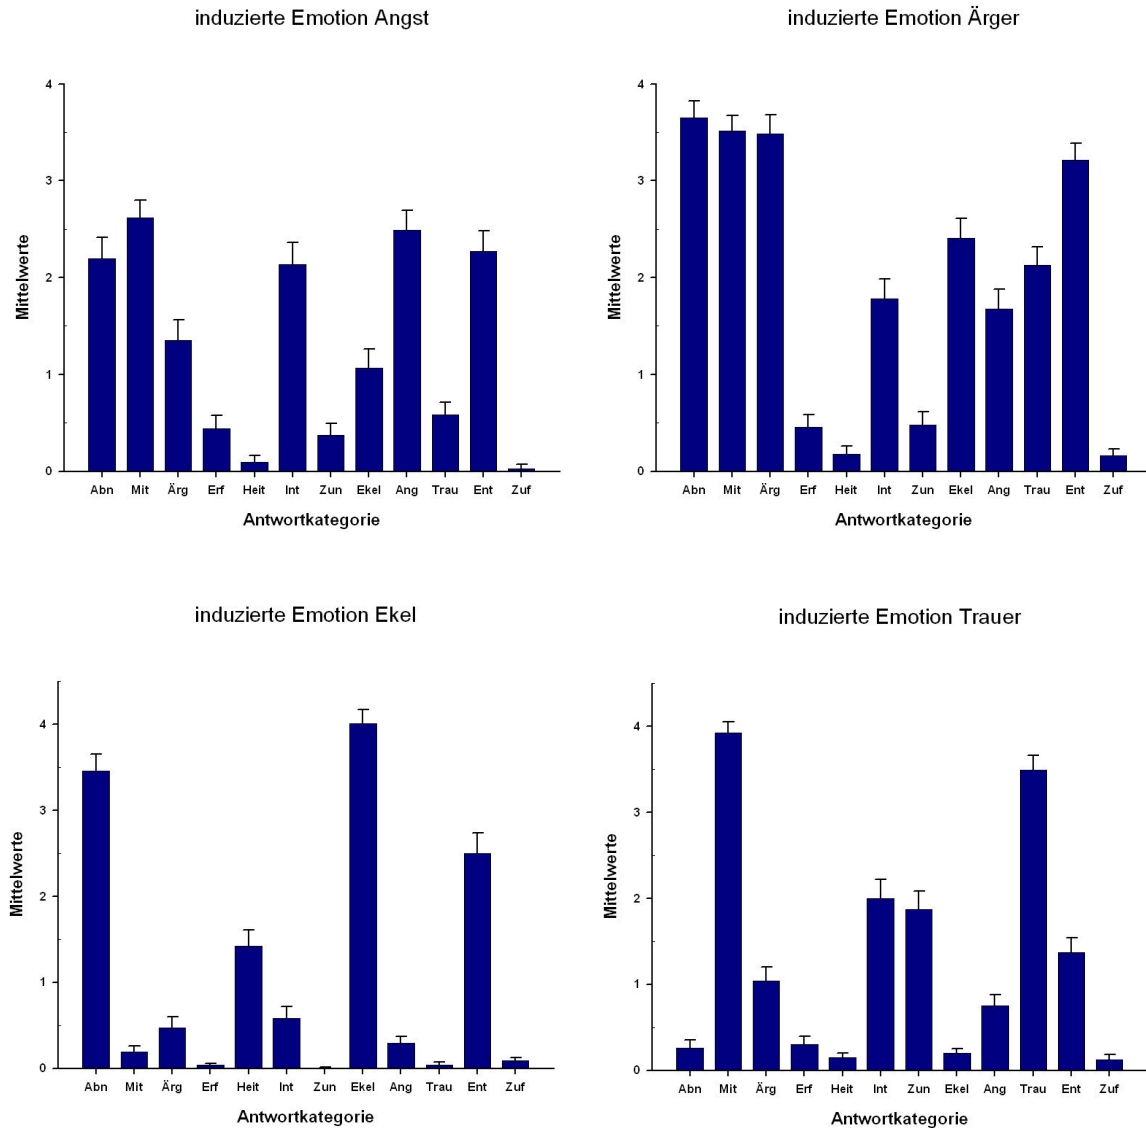 induzierte Emotion Angst
4
3
2
1
0
Mittelwerte
Abn Mit Ärg Erf Heit Int Zun Ekel Ang Trau Ent Zuf
Antwortkategorie
induzierte Emotion Ärger
4
3
2
1
0
Mittelwerte
Abn Mit Ärg Erf Heit Int Zun Ekel Ang Trau Ent Zuf
Antwortkategorie
induzierte Emotion Ekel
4
3
2
1
0
Mittelwerte
Abn Mit Ärg Erf Heit Int Zun Ekel Ang Trau Ent Zuf
Antwortkategorie
induzierte Emotion Trauer
4
3
2
1
0
Mittelwerte
Abn Mit Ärg Erf Heit Int Zun Ekel Ang Trau Ent Zuf
Antwortkategorie